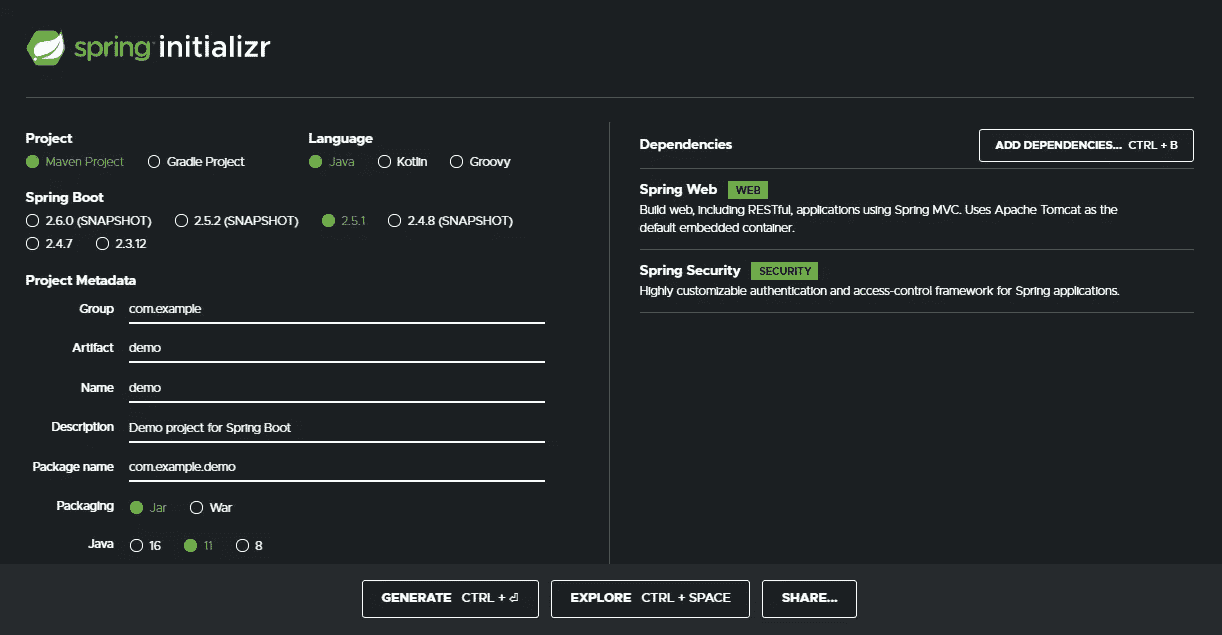 spring initializr
Project
Maven Project Gradle Project
Language
Java Kotlin Groovy
Spring Boot
2.6.0 (SNAPSHOT) 2.5.2 (SNAPSHOT) 2.5.1 2.4.8 (SNAPSHOT)
2.4.7 2.3.12
Project Metadata
Group com.example
Artifact demo
Name demo
Description Demo project for Spring Boot
Package name com.example.demo
Packaging Jar War
Java 16 11 8
Dependencies
ADD DEPENDENCIES... CTRL + B
Spring Web WEB
Build web, including RESTful, applications using Spring MVC. Uses Apache Tomcat as the
default embedded container.
Spring Security SECURITY
Highly customizable authentication and access-control framework for Spring applications.
GENERATE CTRL + ⏎
EXPLORE CTRL + SPACE
SHARE...